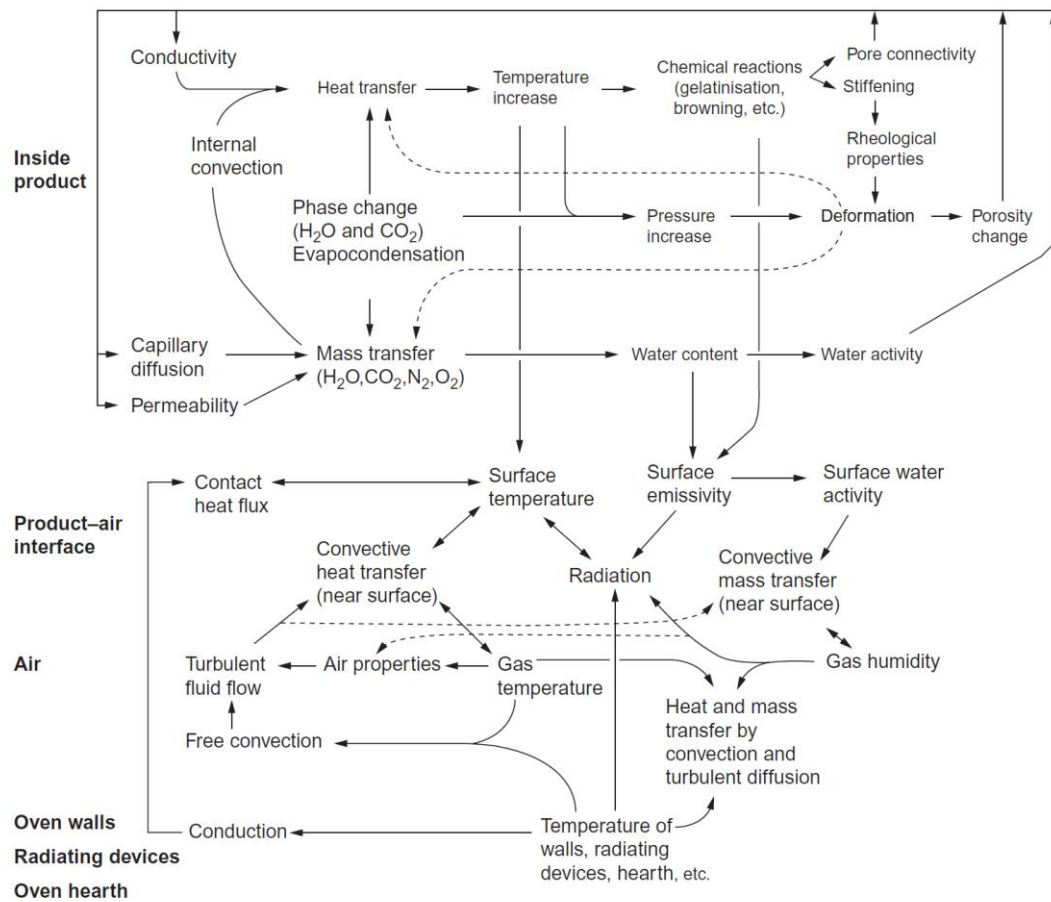 Conductivity
Heat transfer
Temperature
increase
Chemical reactions
(gelatinisation,
browning, etc.)
Pore connectivity
Stiffening
Rheological
properties
Internal
convection
Inside
product
Phase change
(H₂O and CO₂)
Evapocondensation
Pressure
increase
Deformation
Porosity
change
Capillary
diffusion
Mass transfer
(H₂O,CO₂,N₂,O₂)
Water content
Water activity
Permeability
Contact
heat flux
Surface
temperature
Surface
emissivity
Surface water
activity
Product–air
interface
Convective
heat transfer
(near surface)
Radiation
Convective
mass transfer
(near surface)
Air
Turbulent
fluid flow
Air properties
Gas
temperature
Gas humidity
Heat and mass
transfer by
convection and
turbulent diffusion
Free convection
Oven walls
Radiating devices
Oven hearth
Conduction
Temperature of
walls, radiating
devices, hearth, etc.